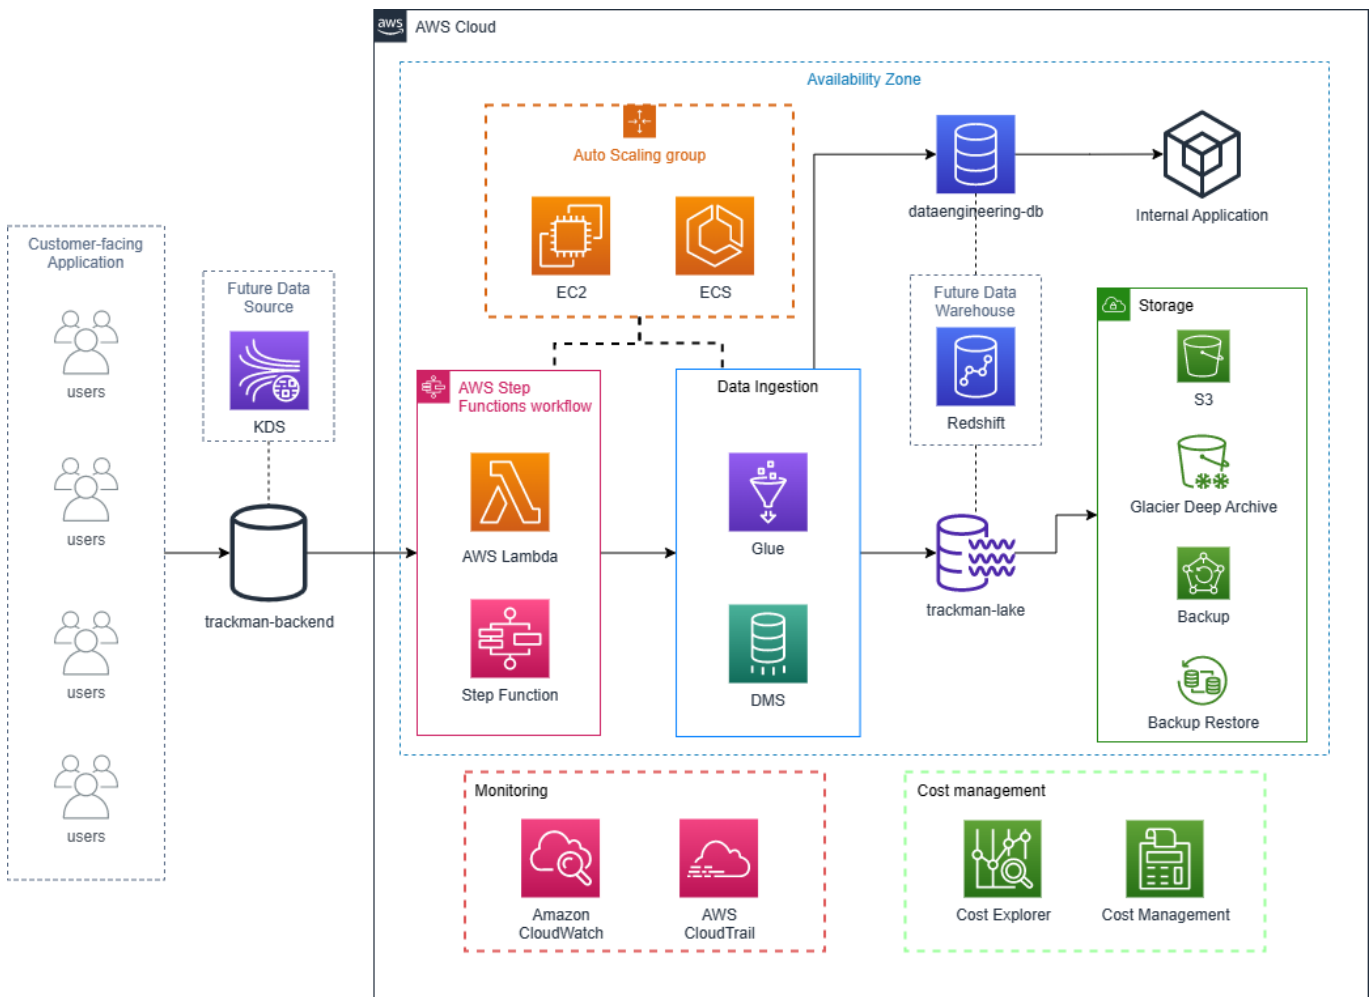 aws
AWS Cloud
Availability Zone
Auto Scaling group
EC2
ECS
dataengineering-db
Internal Application
Customer-facing
Application
users
users
users
users
Future Data
Source
KDS
trackman-backend
AWS Step
Functions workflow
AWS Lambda
Step Function
Data Ingestion
Glue
DMS
Future Data
Warehouse
Redshift
trackman-lake
Storage
S3
Glacier Deep Archive
Backup
Backup Restore
Monitoring
Amazon
CloudWatch
AWS
CloudTrail
Cost management
Cost Explorer
Cost Management